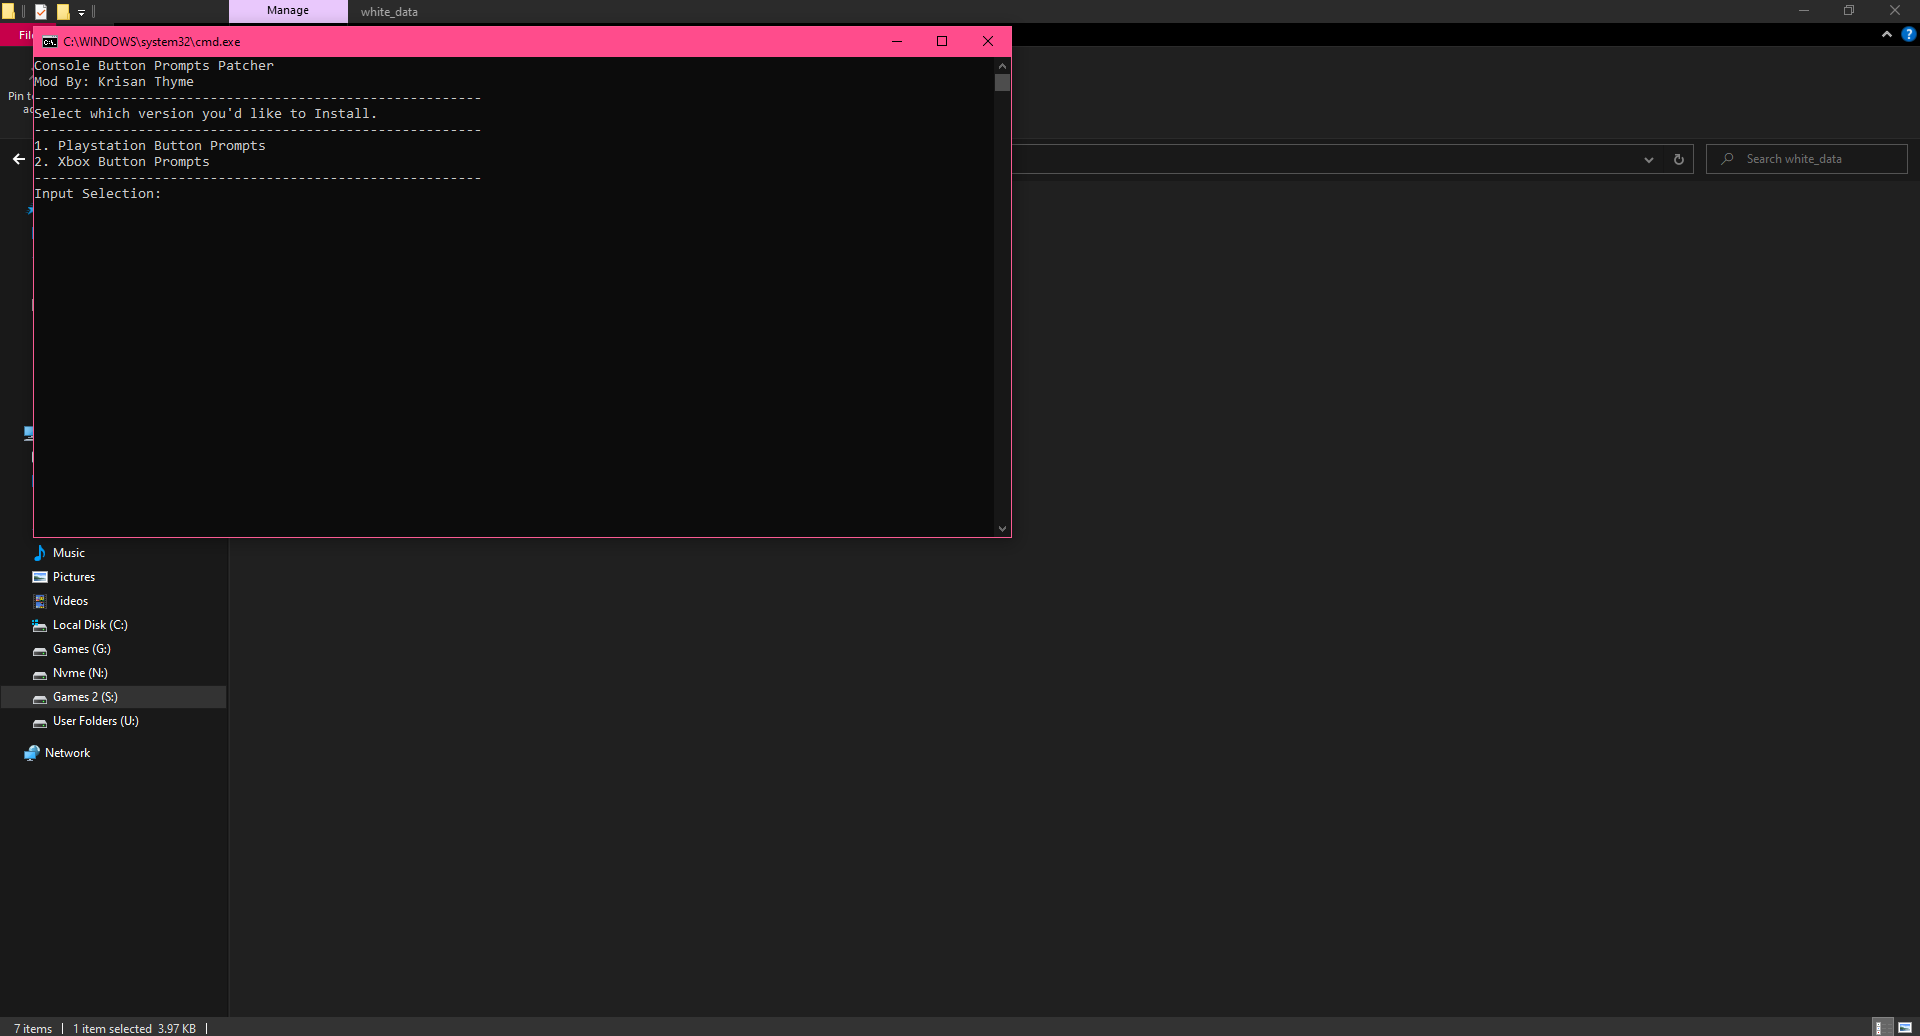 Manage
white_data
C:\WINDOWS\system32\cmd.exe
Console Button Prompts Patcher
Mod By: Krisan Thyme
--------------------------------------------------------
Select which version you'd like to Install.
--------------------------------------------------------
1. Playstation Button Prompts
2. Xbox Button Prompts
--------------------------------------------------------
Input Selection:
Pin t
Search white_data
Music
Pictures
Videos
Local Disk (C:)
Games (G:)
Nvme (N:)
Games 2 (S:)
User Folders (U:)
Network
7 items
1 item selected 3.97 KB